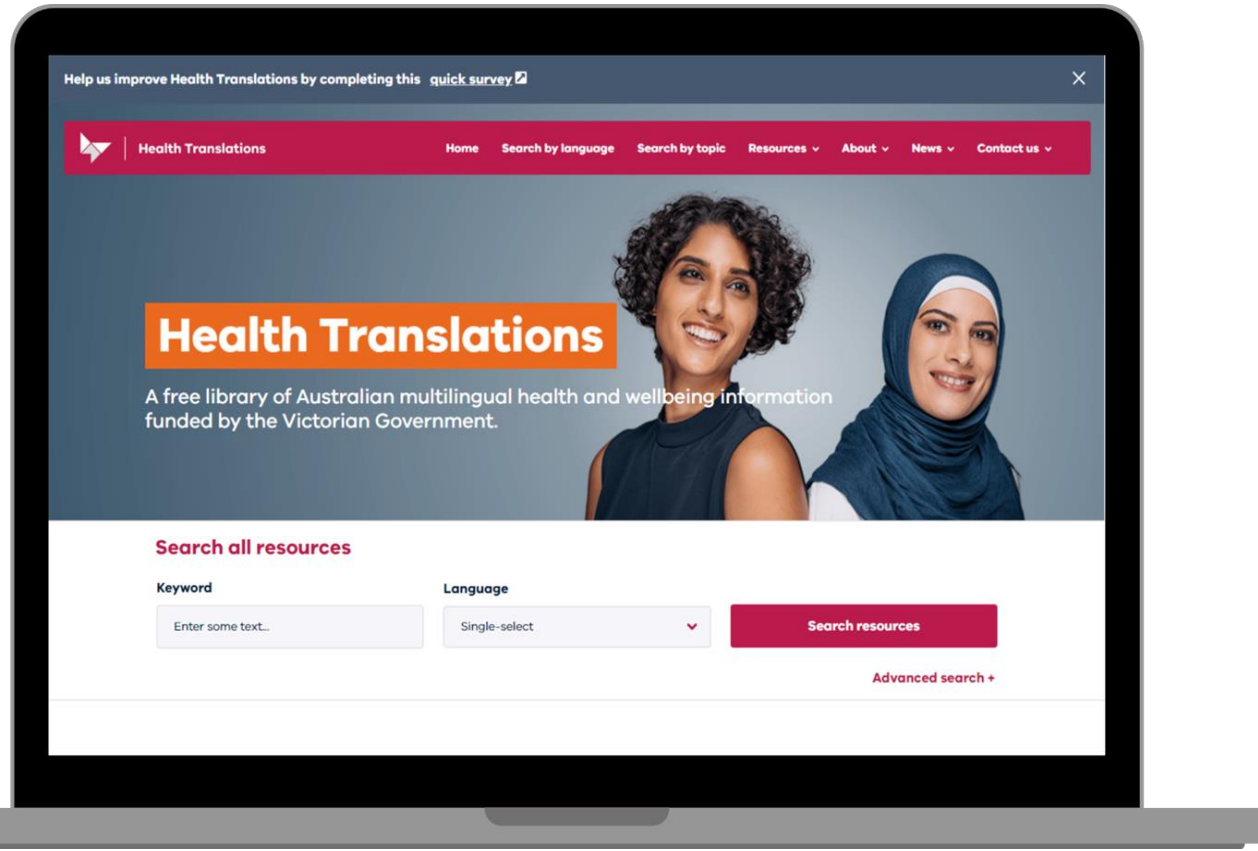 Help us improve Health Translations by completing this quick survey
Health Translations
Home Search by language Search by topic Resources About News Contact us
Health Translations
A free library of Australian multilingual health and wellbeing information
funded by the Victorian Government.
Search all resources
Keyword Language
Enter some text... Single-select Search resources
Advanced search +